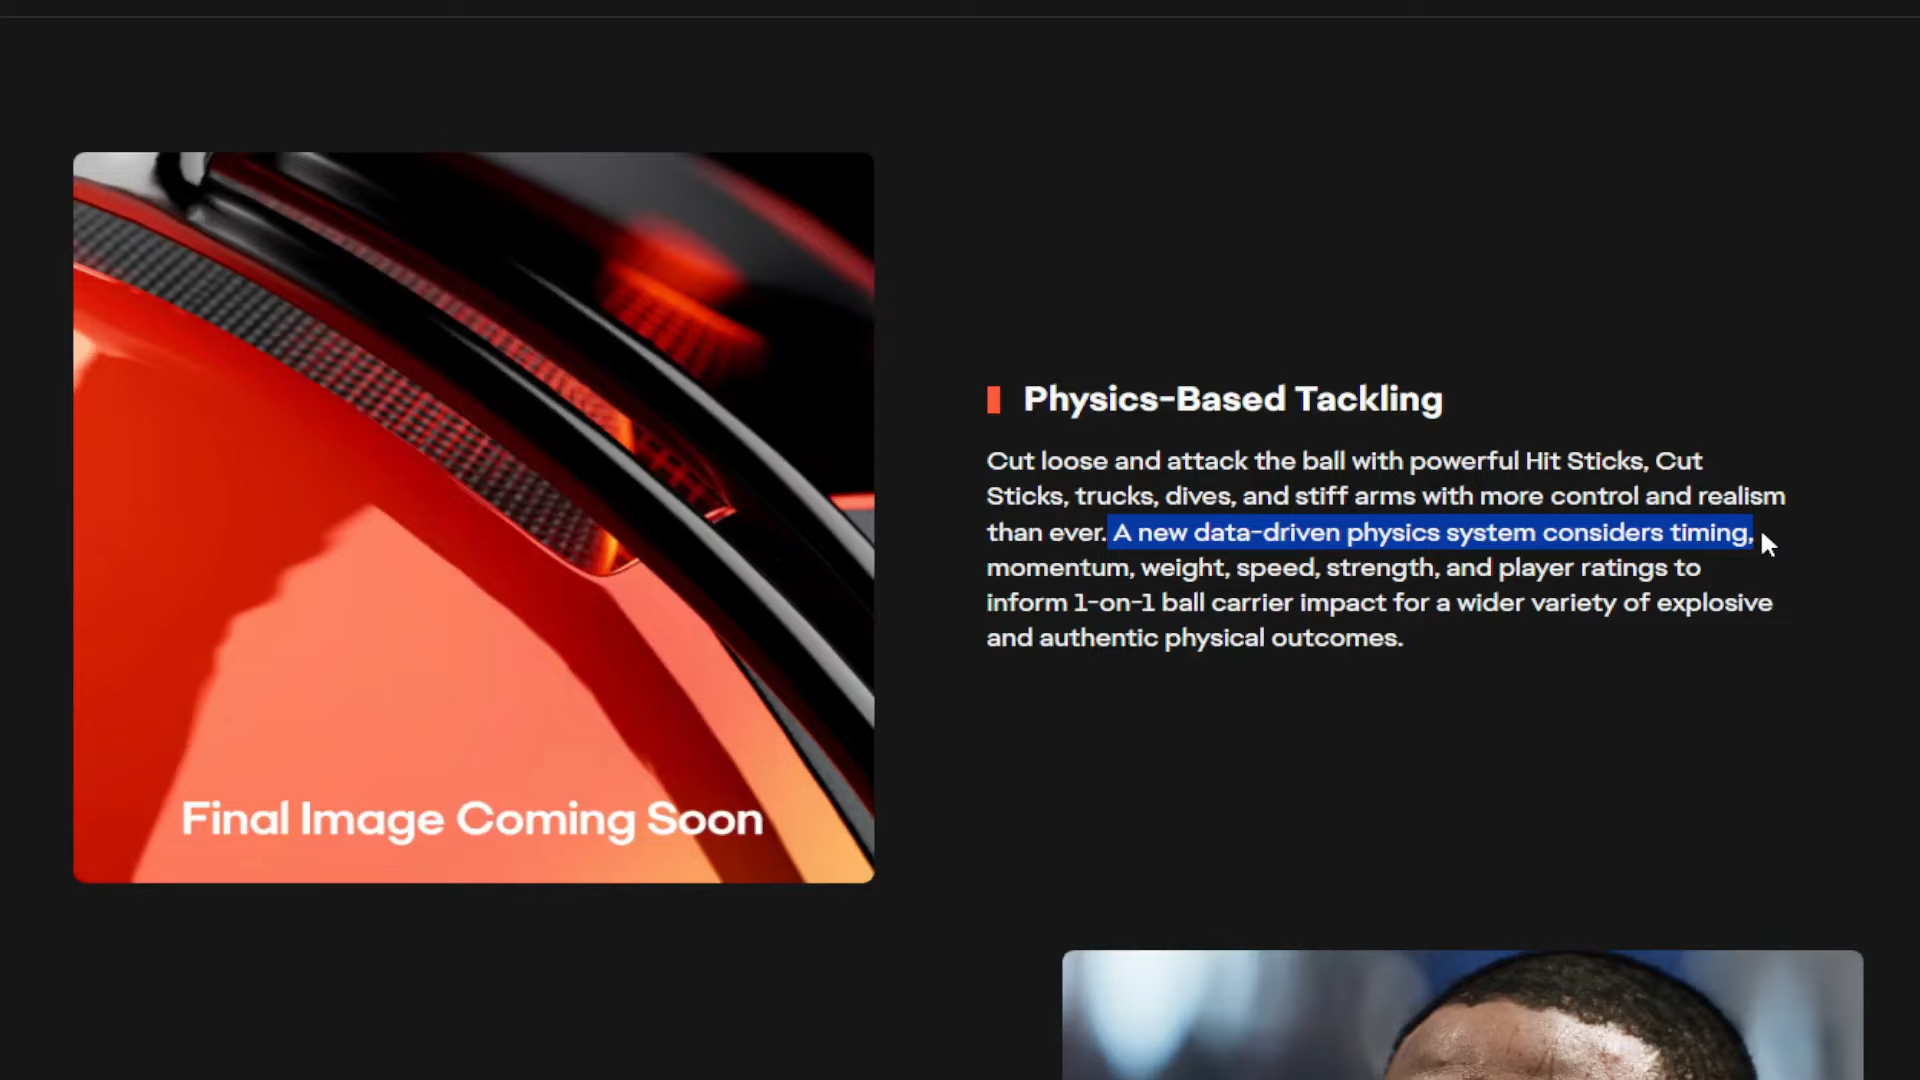 Physics-Based Tackling
Cut loose and attack the ball with powerful Hit Sticks, Cut
Sticks, trucks, dives, and stiff arms with more control and realism
than ever. A new data-driven physics system considers timing,
momentum, weight, speed, strength, and player ratings to
inform 1-on-1 ball carrier impact for a wider variety of explosive
and authentic physical outcomes.
Final Image Coming Soon